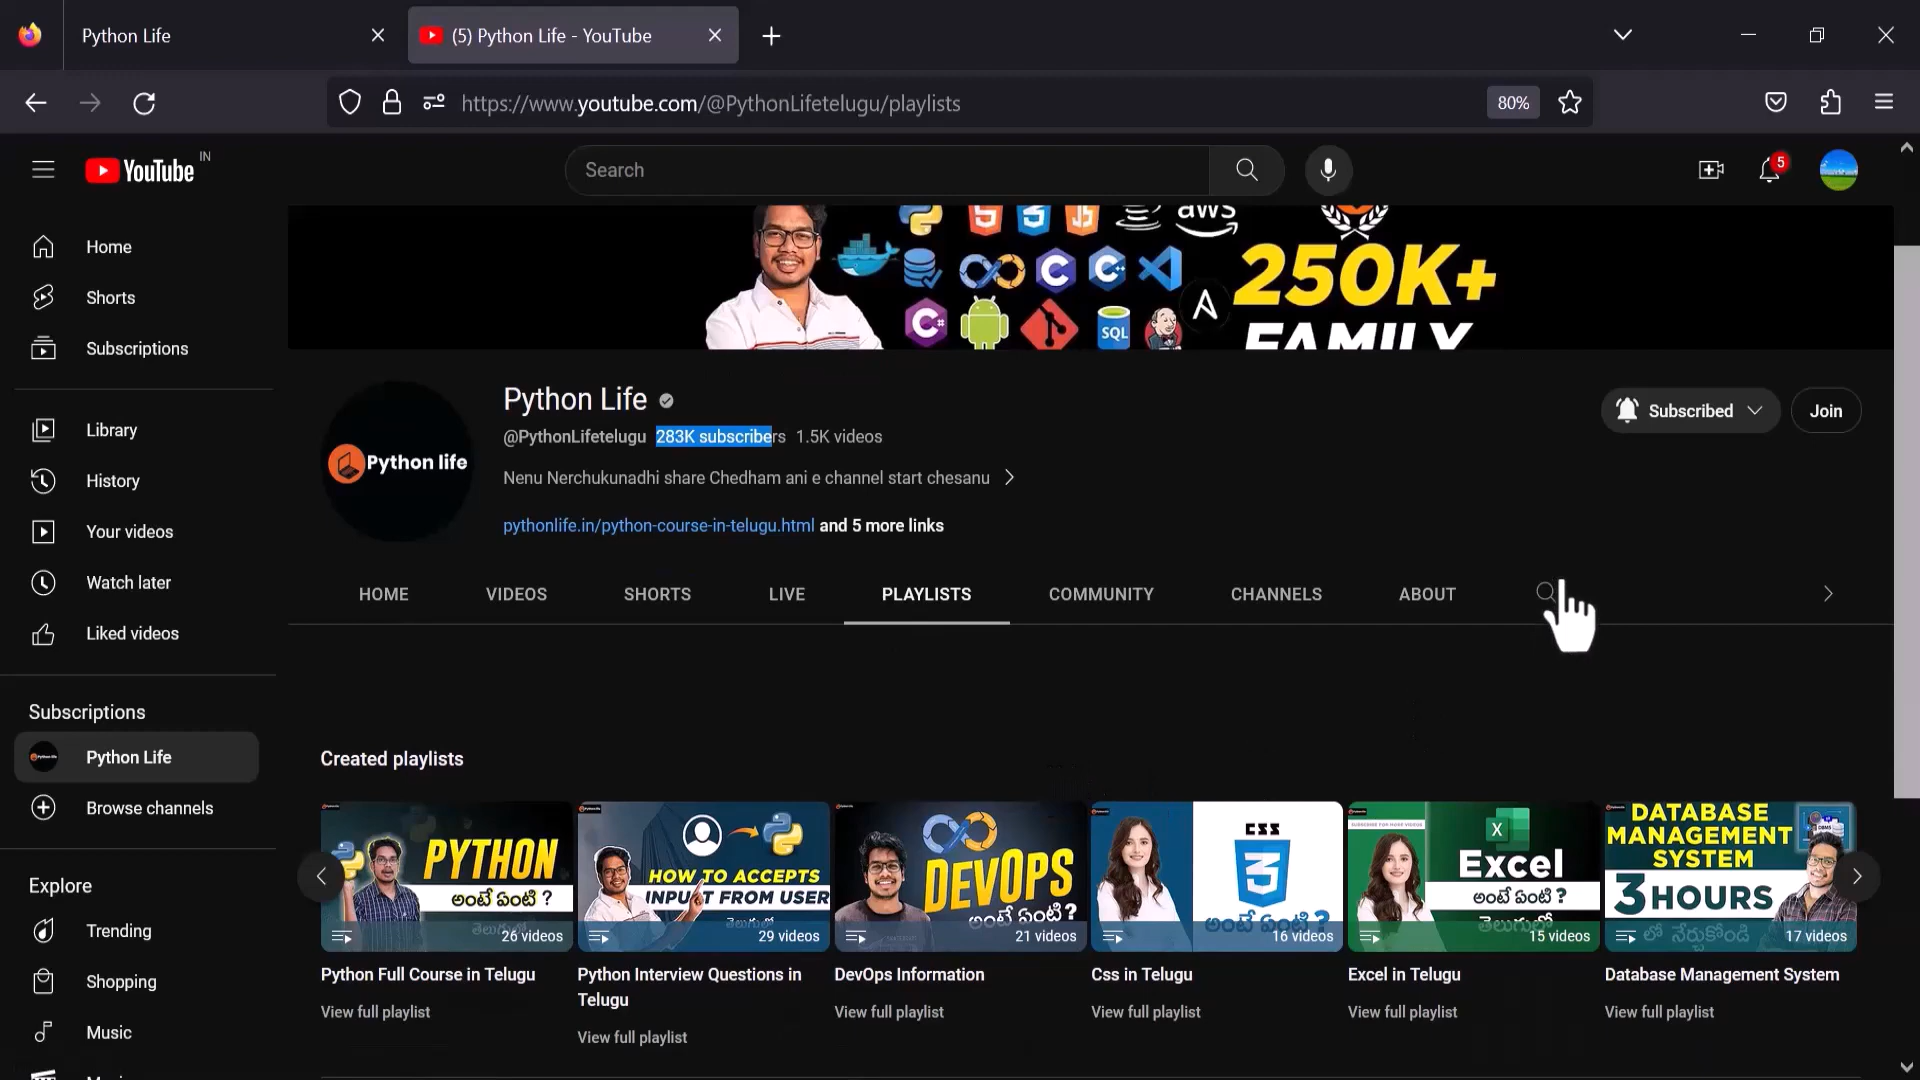 Python Life
(5) Python Life - YouTube
https://www.youtube.com/@PythonLifetelugu/playlists
80%
YouTube IN
Search
5
Home
Shorts
Subscriptions
Library
History
Your videos
Watch later
Liked videos
Subscriptions
Python Life
Browse channels
Explore
Trending
Shopping
Music
aws
SQL
250K+
FAMILY
Python life
Python Life
@PythonLifetelugu 283K subscribers 1.5K videos
Nenu Nerchukunadhi share Chedham ani e channel start chesanu
pythonlife.in/python-course-in-telugu.html and 5 more links
Subscribed
Join
HOME
VIDEOS
SHORTS
LIVE
PLAYLISTS
COMMUNITY
CHANNELS
ABOUT
Created playlists
PYTHON
అంటే ఏంటి ?
తెలుగులో
26 videos
Python Full Course in Telugu
View full playlist
HOW TO ACCEPTS
INPUT FROM USER
తెలుగులో
29 videos
Python Interview Questions in
Telugu
View full playlist
DEVOPS
అంటే ఏంటి ?
21 videos
DevOps Information
View full playlist
CSS
3
అంటే ఏంటి ?
16 videos
Css in Telugu
View full playlist
X
Excel
అంటే ఏంటి ?
తెలుగులో
15 videos
Excel in Telugu
View full playlist
DATABASE
MANAGEMENT
SYSTEM
3 HOURS
లో నేర్చుకోండి
17 videos
Database Management System
View full playlist